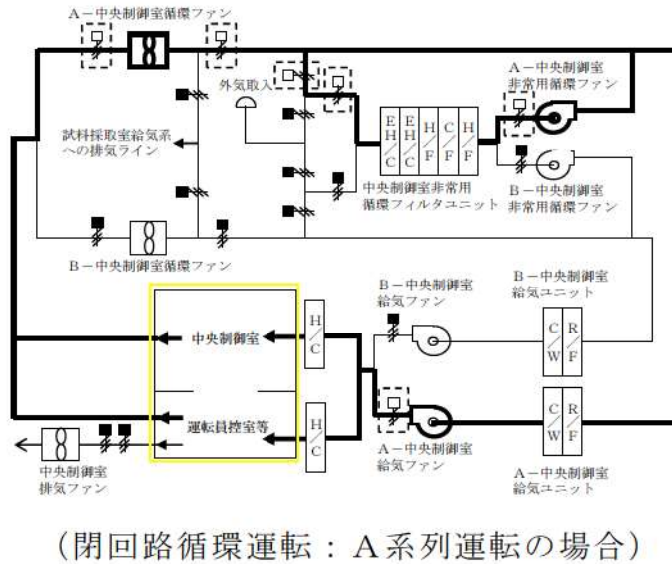 A－中央制御室循環ファン
外気取入
A－中央制御室
非常用循環ファン
試料採取室給気系
への排気ライン
EH/C
EH/C
H/F
C/F
H/F
中央制御室非常用
循環フィルタユニット
B－中央制御室
非常用循環ファン
B－中央制御室循環ファン
中央制御室
H/C
B－中央制御室
給気ファン
B－中央制御室
給気ユニット
C/W
R/F
運転員控室等
H/C
C/W
R/F
中央制御室
排気ファン
A－中央制御室
給気ファン
A－中央制御室
給気ユニット
（閉回路循環運転：A系列運転の場合）